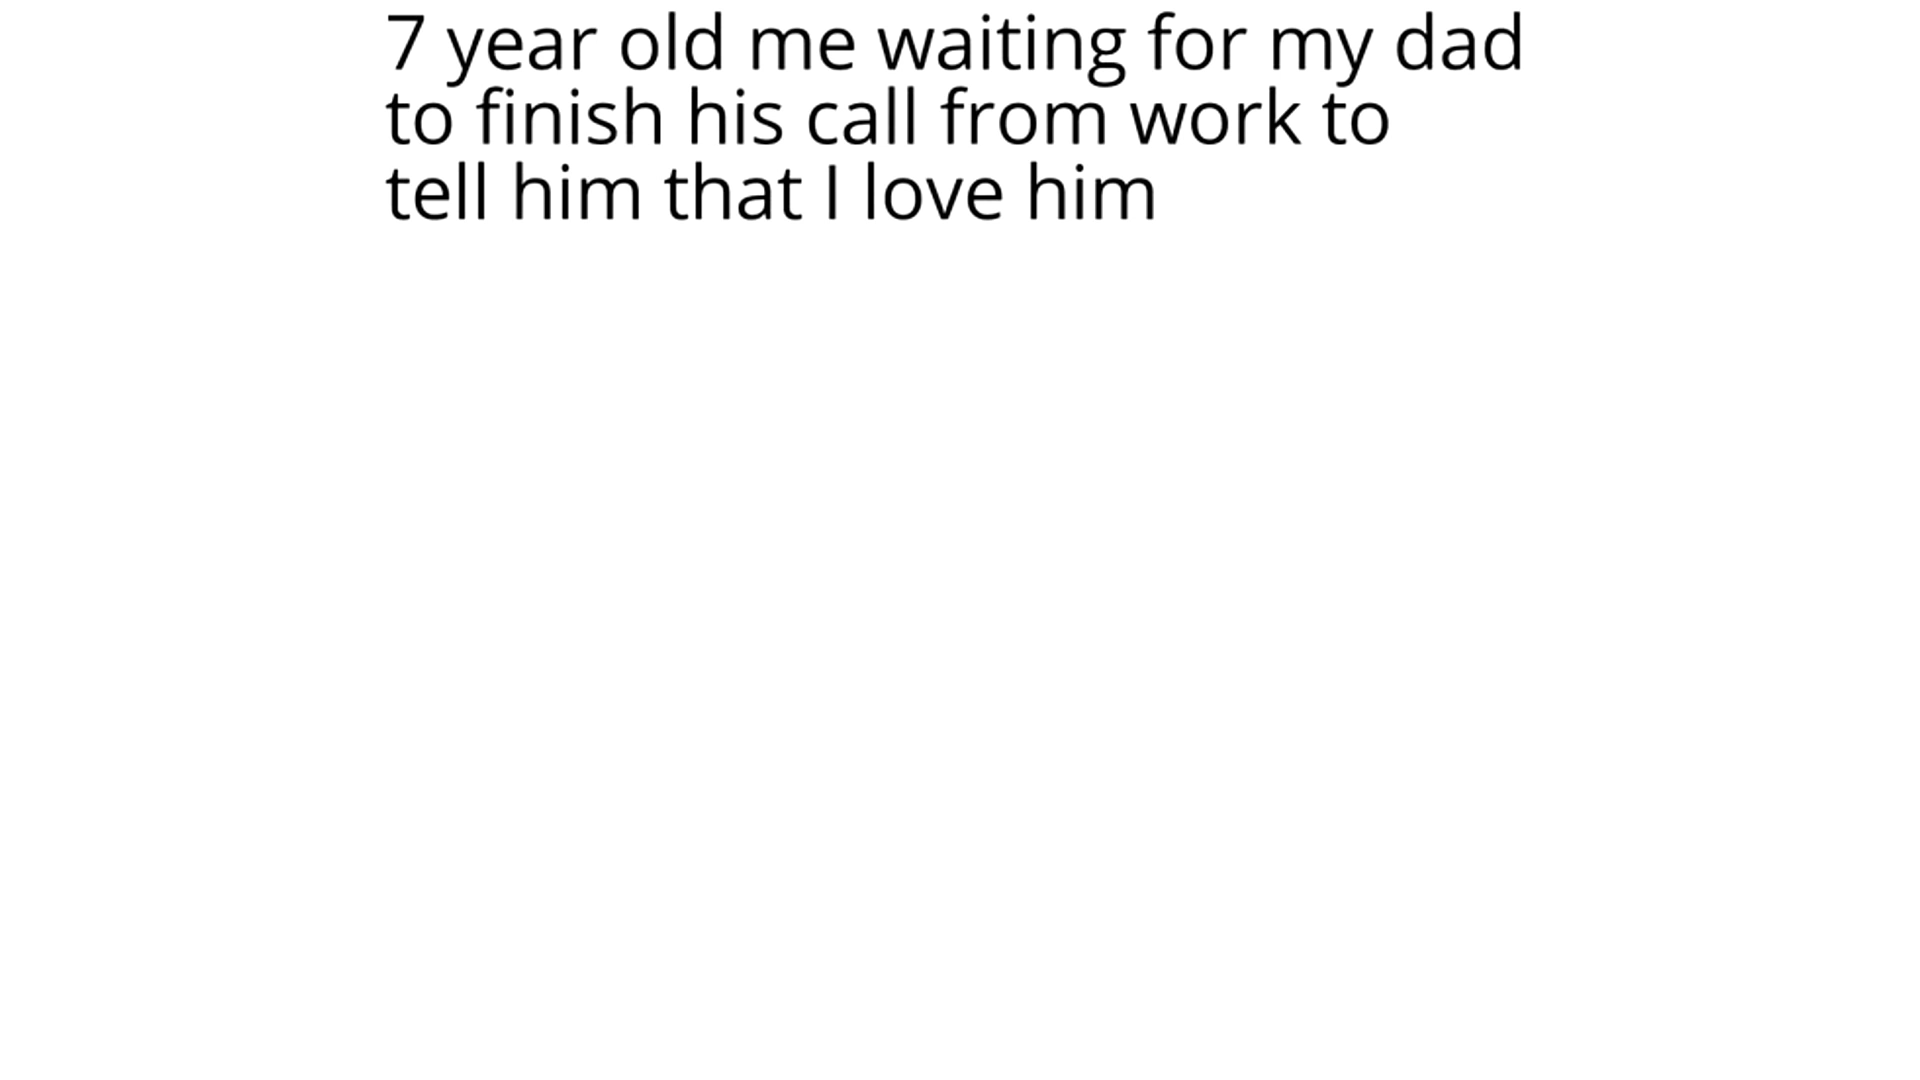 7 year old me waiting for my dad
to finish his call from work to
tell him that I love him